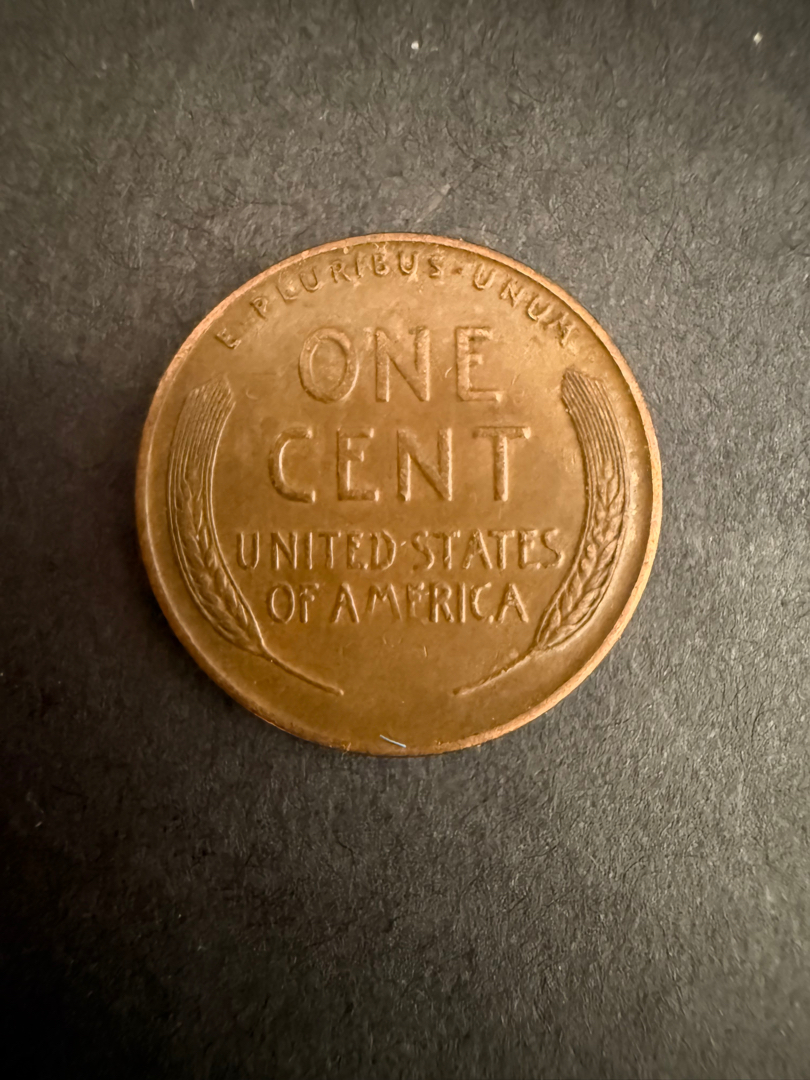 E·PLURIBUS·UNUM
ONE
CENT
UNITED·STATES
OF AMERICA